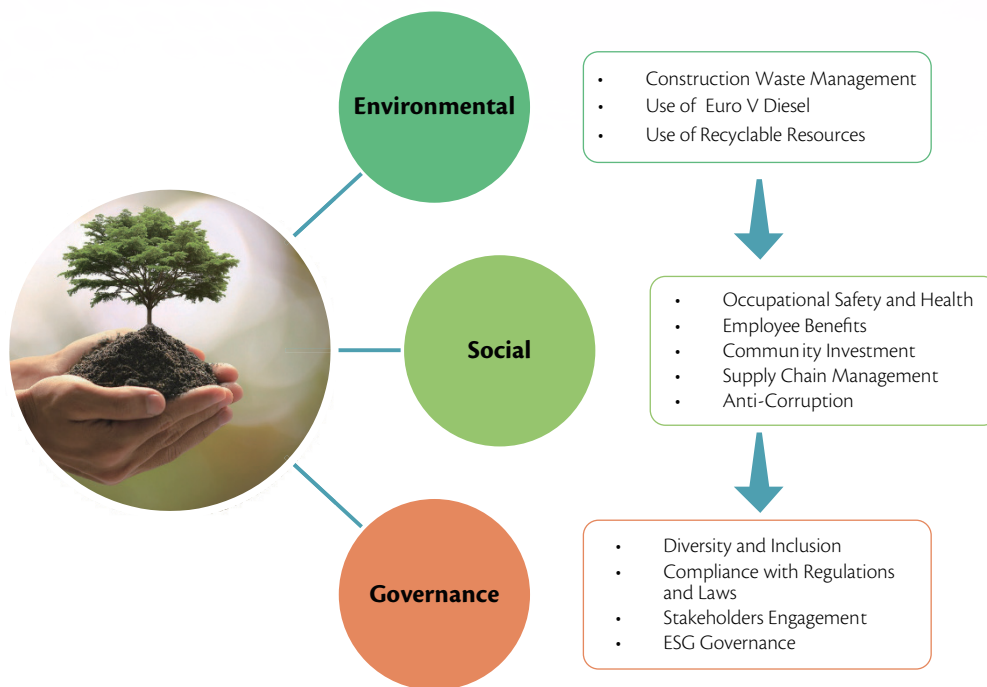 Environmental
• Construction Waste Management
• Use of Euro V Diesel
• Use of Recyclable Resources
Social
• Occupational Safety and Health
• Employee Benefits
• Community Investment
• Supply Chain Management
• Anti-Corruption
Governance
• Diversity and Inclusion
• Compliance with Regulations
and Laws
• Stakeholders Engagement
• ESG Governance